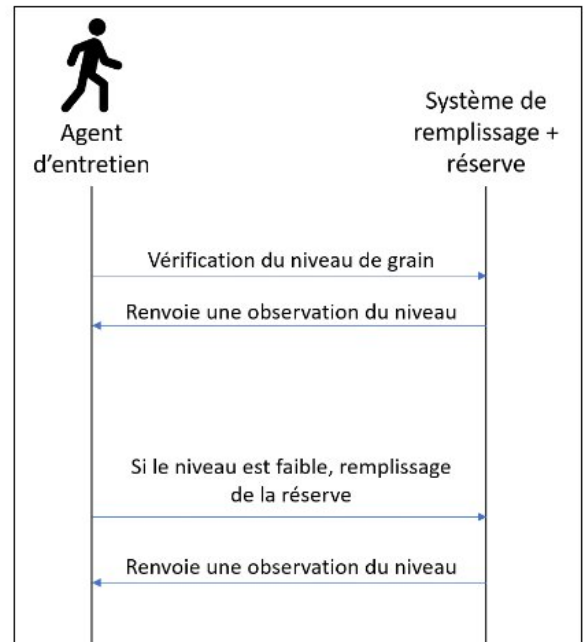 Agent
d'entretien
Système de
remplissage +
réserve
Vérification du niveau de grain
Renvoie une observation du niveau
Si le niveau est faible, remplissage
de la réserve
Renvoie une observation du niveau